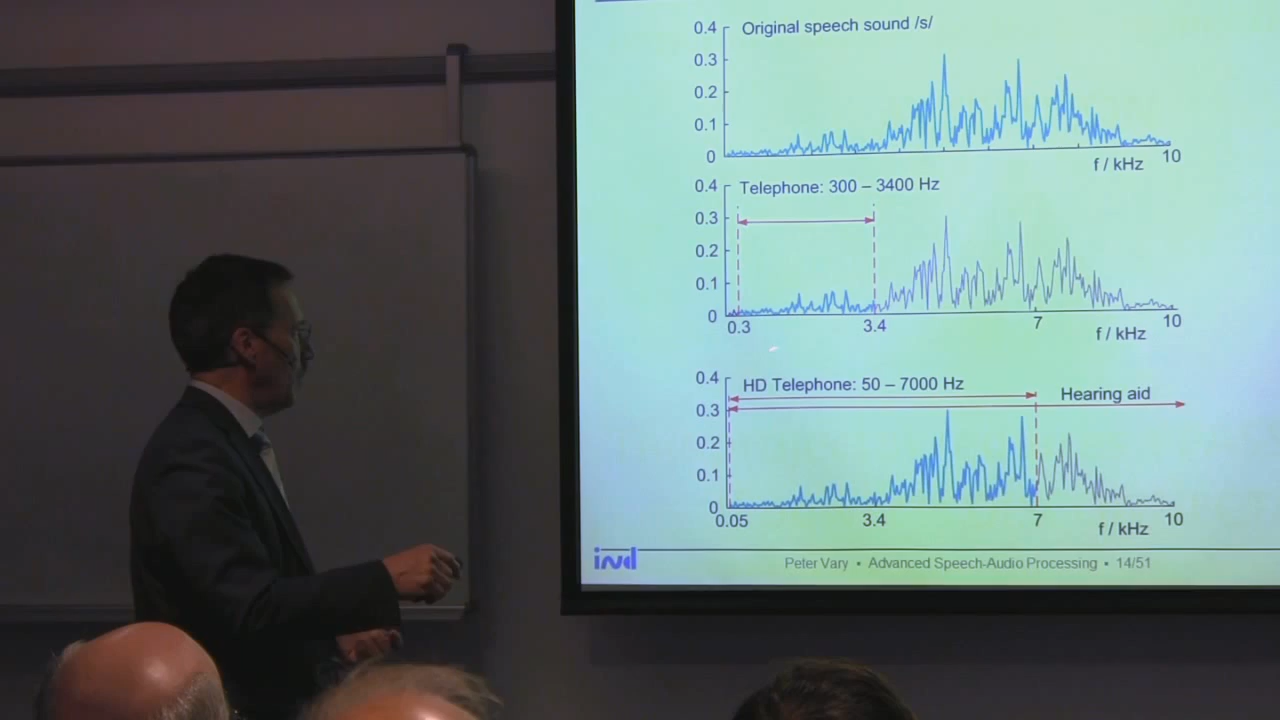 Original speech sound /s/
0.4
0.3
0.2
0.1
0
10
f / kHz
Telephone: 300 – 3400 Hz
0.4
0.3
0.2
0.1
0
0.3
3.4
7
10
f / kHz
HD Telephone: 50 – 7000 Hz
Hearing aid
0.4
0.3
0.2
0.1
0
0.05
3.4
7
10
f / kHz
ind
Peter Vary • Advanced Speech-Audio Processing • 14/51